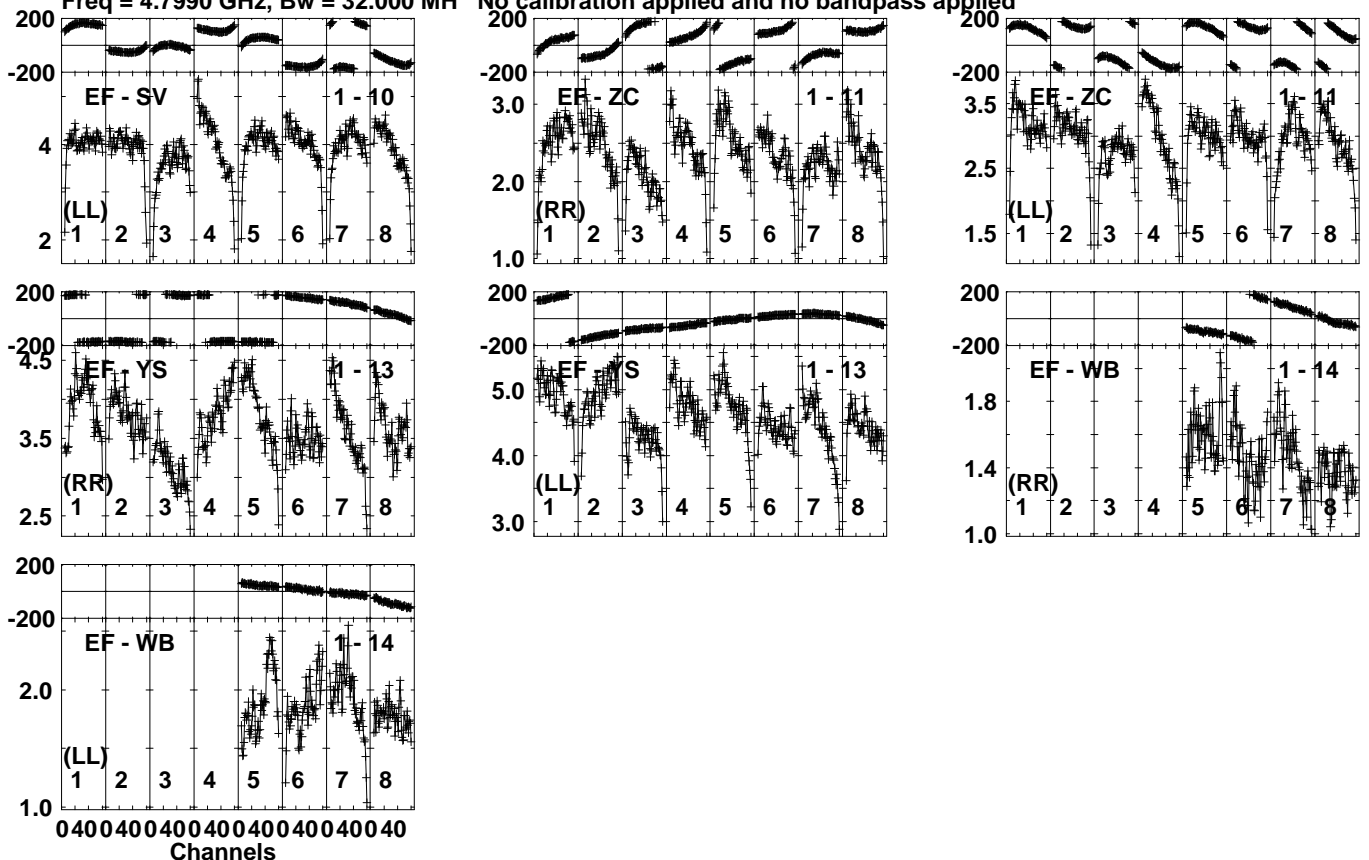 Freq = 4.7990 GHz, Bw = 32.000 MH No calibration applied and no bandpass applied
200
-200
EF - SV 1 - 10
4
2
(LL)
1 2 3 4 5 6 7 8
EF - ZC 1 - 11
3.0
2.0
1.0
(RR)
1 2 3 4 5 6 7 8
200
-200
EF - ZC 1 - 11
3.5
2.5
1.5
(LL)
1 2 3 4 5 6 7 8
200
-200
EF - YS 1 - 13
4.5
3.5
2.5
(RR)
1 2 3 4 5 6 7 8
200
-200
EF - YS 1 - 13
5.0
4.0
3.0
(LL)
1 2 3 4 5 6 7 8
200
-200
EF - WB 1 - 14
1.8
1.4
1.0
(RR)
1 2 3 4 5 6 7 8
200
-200
EF - WB 1 - 14
2.0
1.0
(LL)
1 2 3 4 5 6 7 8
0 40 0 40 0 40 0 40 0 40 0 40 0 40 0 40
Channels